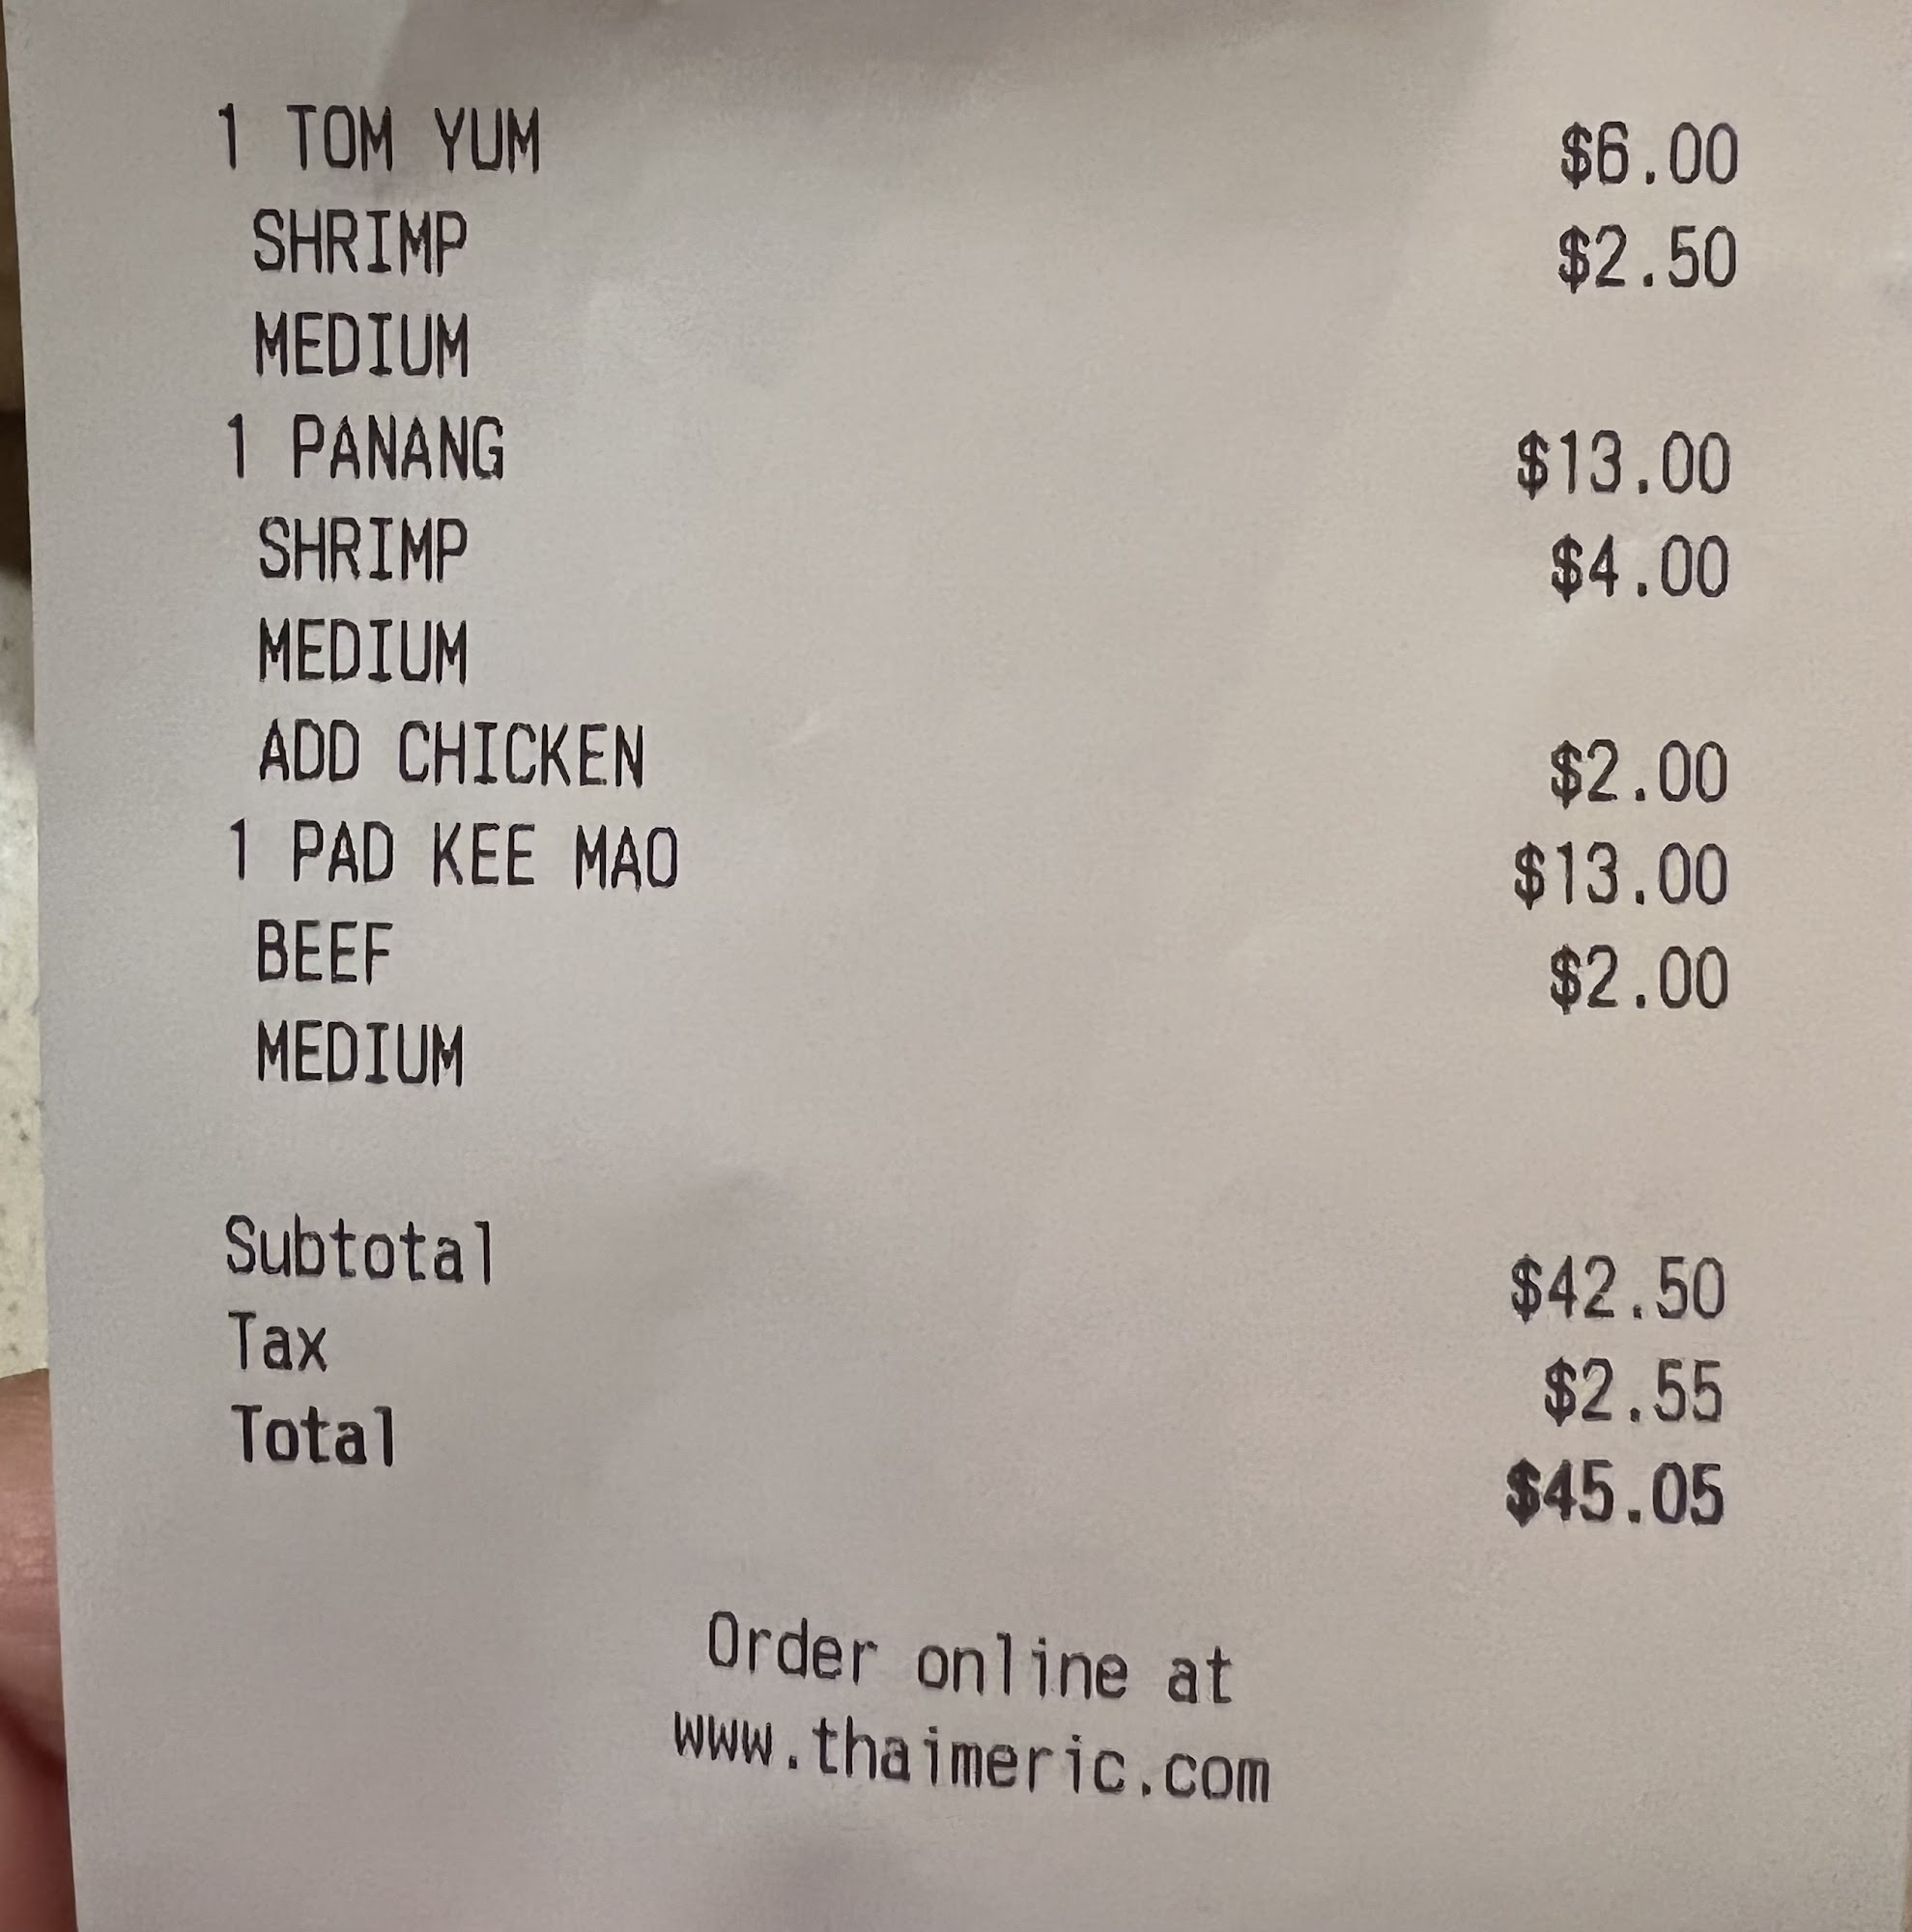 1 TOM YUM $6.00
SHRIMP $2.50
MEDIUM
1 PANANG $13.00
SHRIMP $4.00
MEDIUM
ADD CHICKEN $2.00
1 PAD KEE MAO $13.00
BEEF $2.00
MEDIUM
Subtotal $42.50
Tax $2.55
Total $45.05
Order online at
www.thaimeric.com